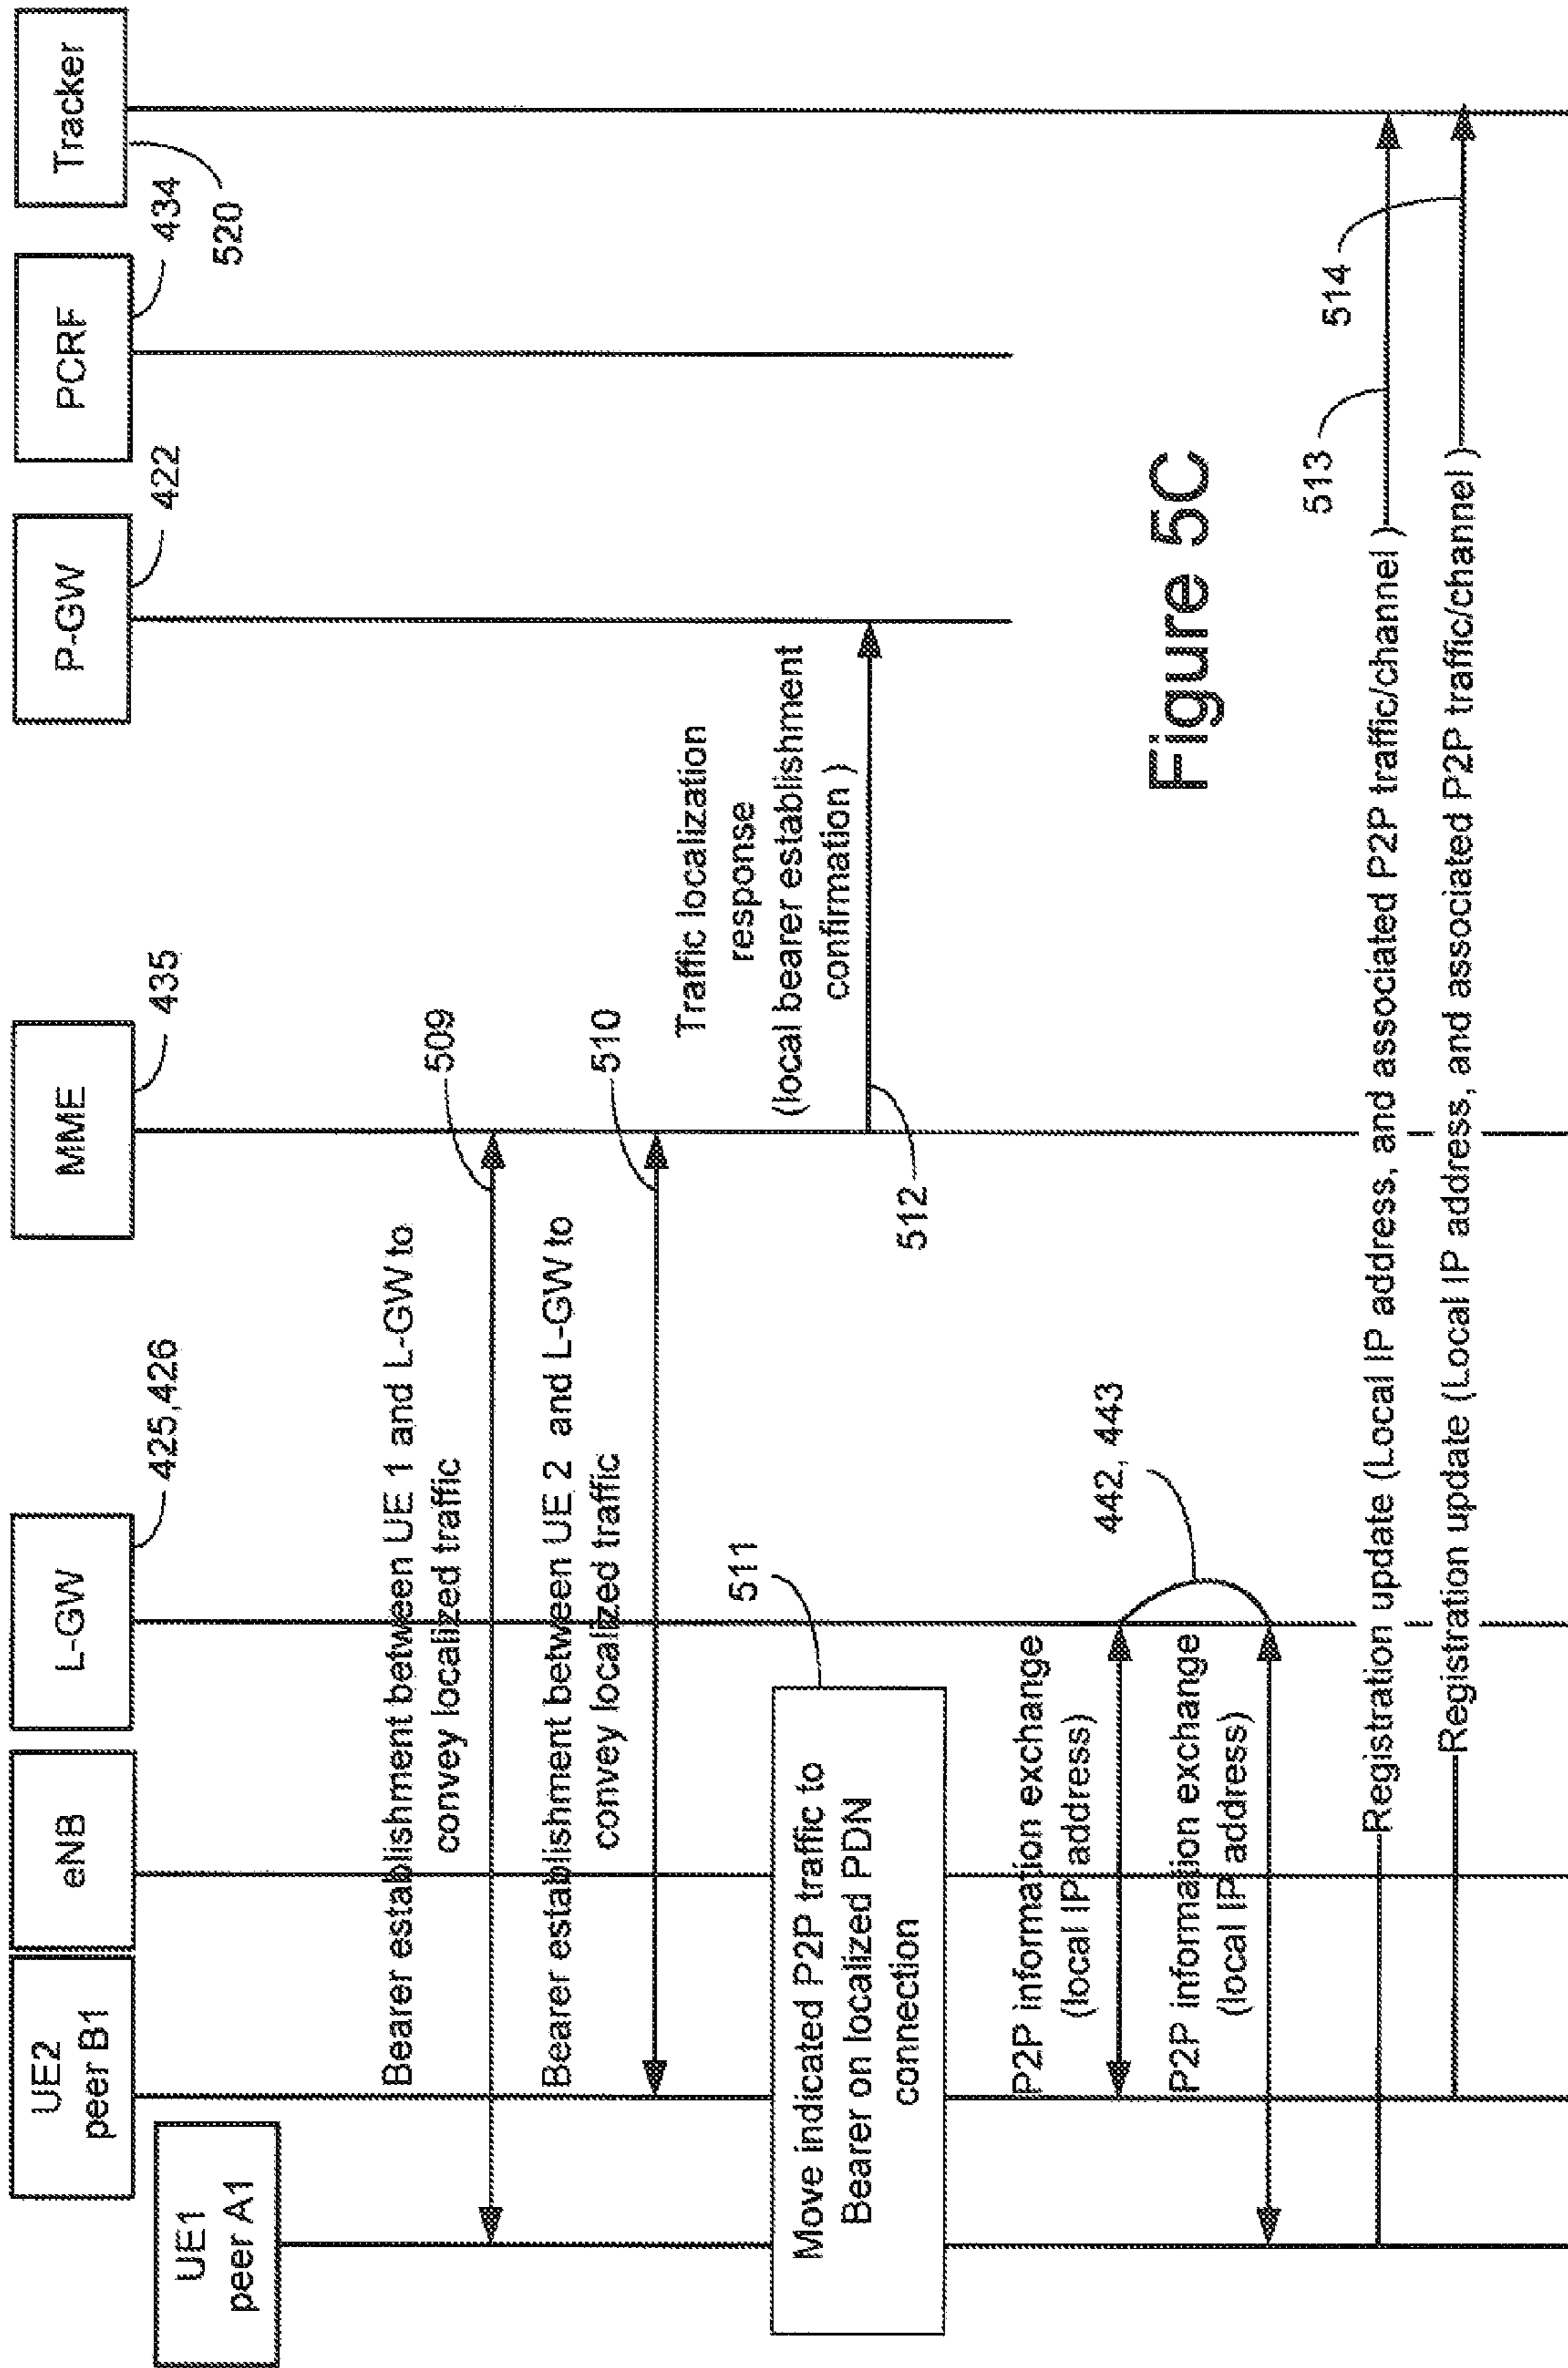 UE1
peer A1
UE2
peer B1
eNB
L-GW
425,426
MME
435
P-GW
422
PCRF
434
Tracker
520
Bearer establishment between UE 1 and L-GW to
convey localized traffic
509
Bearer establishment between UE 2 and L-GW to
convey localized traffic
510
Move indicated P2P traffic to
Bearer on localized PDN
connection
511
Traffic localization
response
(local bearer establishment
confirmation )
512
P2P information exchange
(local IP address)
P2P information exchange
(local IP address)
442, 443
Figure 5C
Registration update (Local IP address, and associated P2P traffic/channel )
513
Registration update (Local IP address, and associated P2P traffic/channel )
514